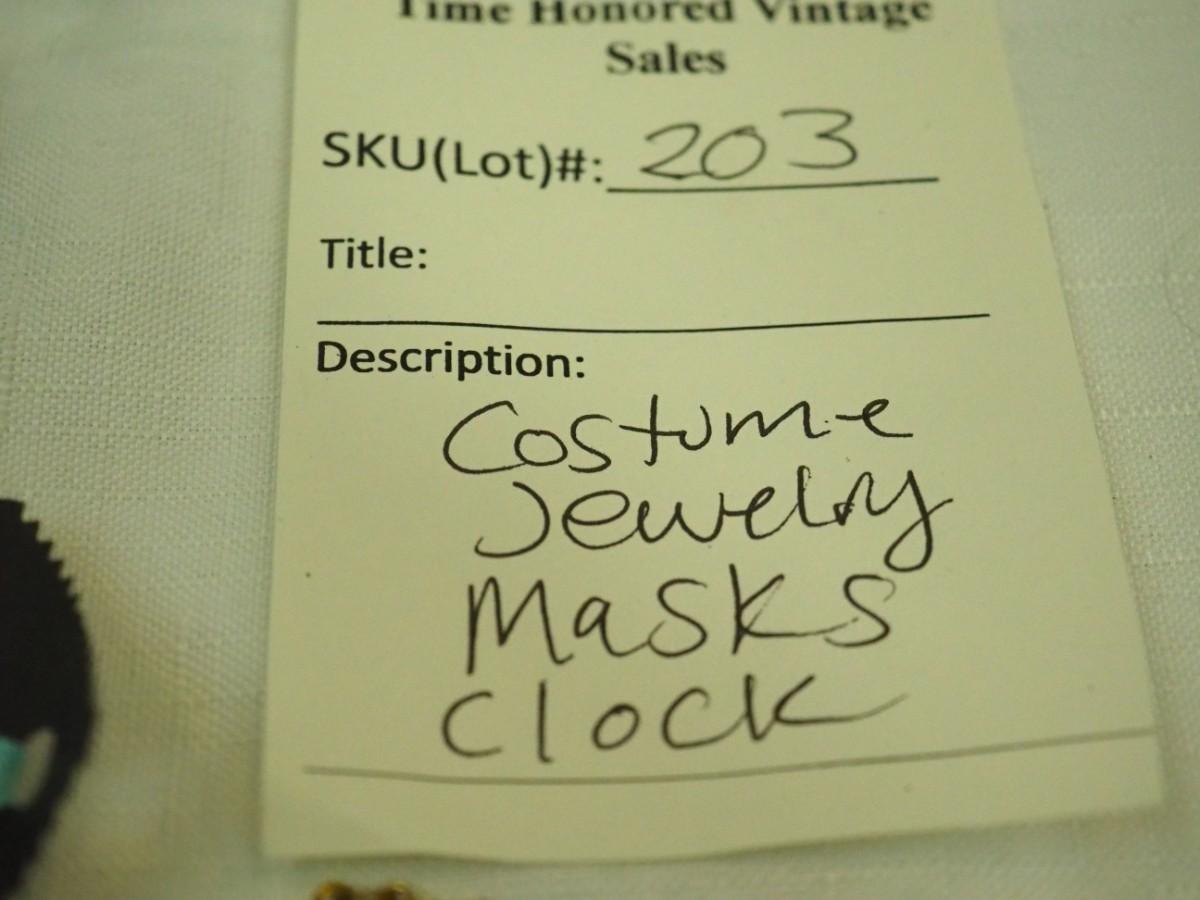 Time Honored Vintage
Sales
SKU(Lot)#: 203
Title:
Description:
Costume
Jewelry
Masks
Clock